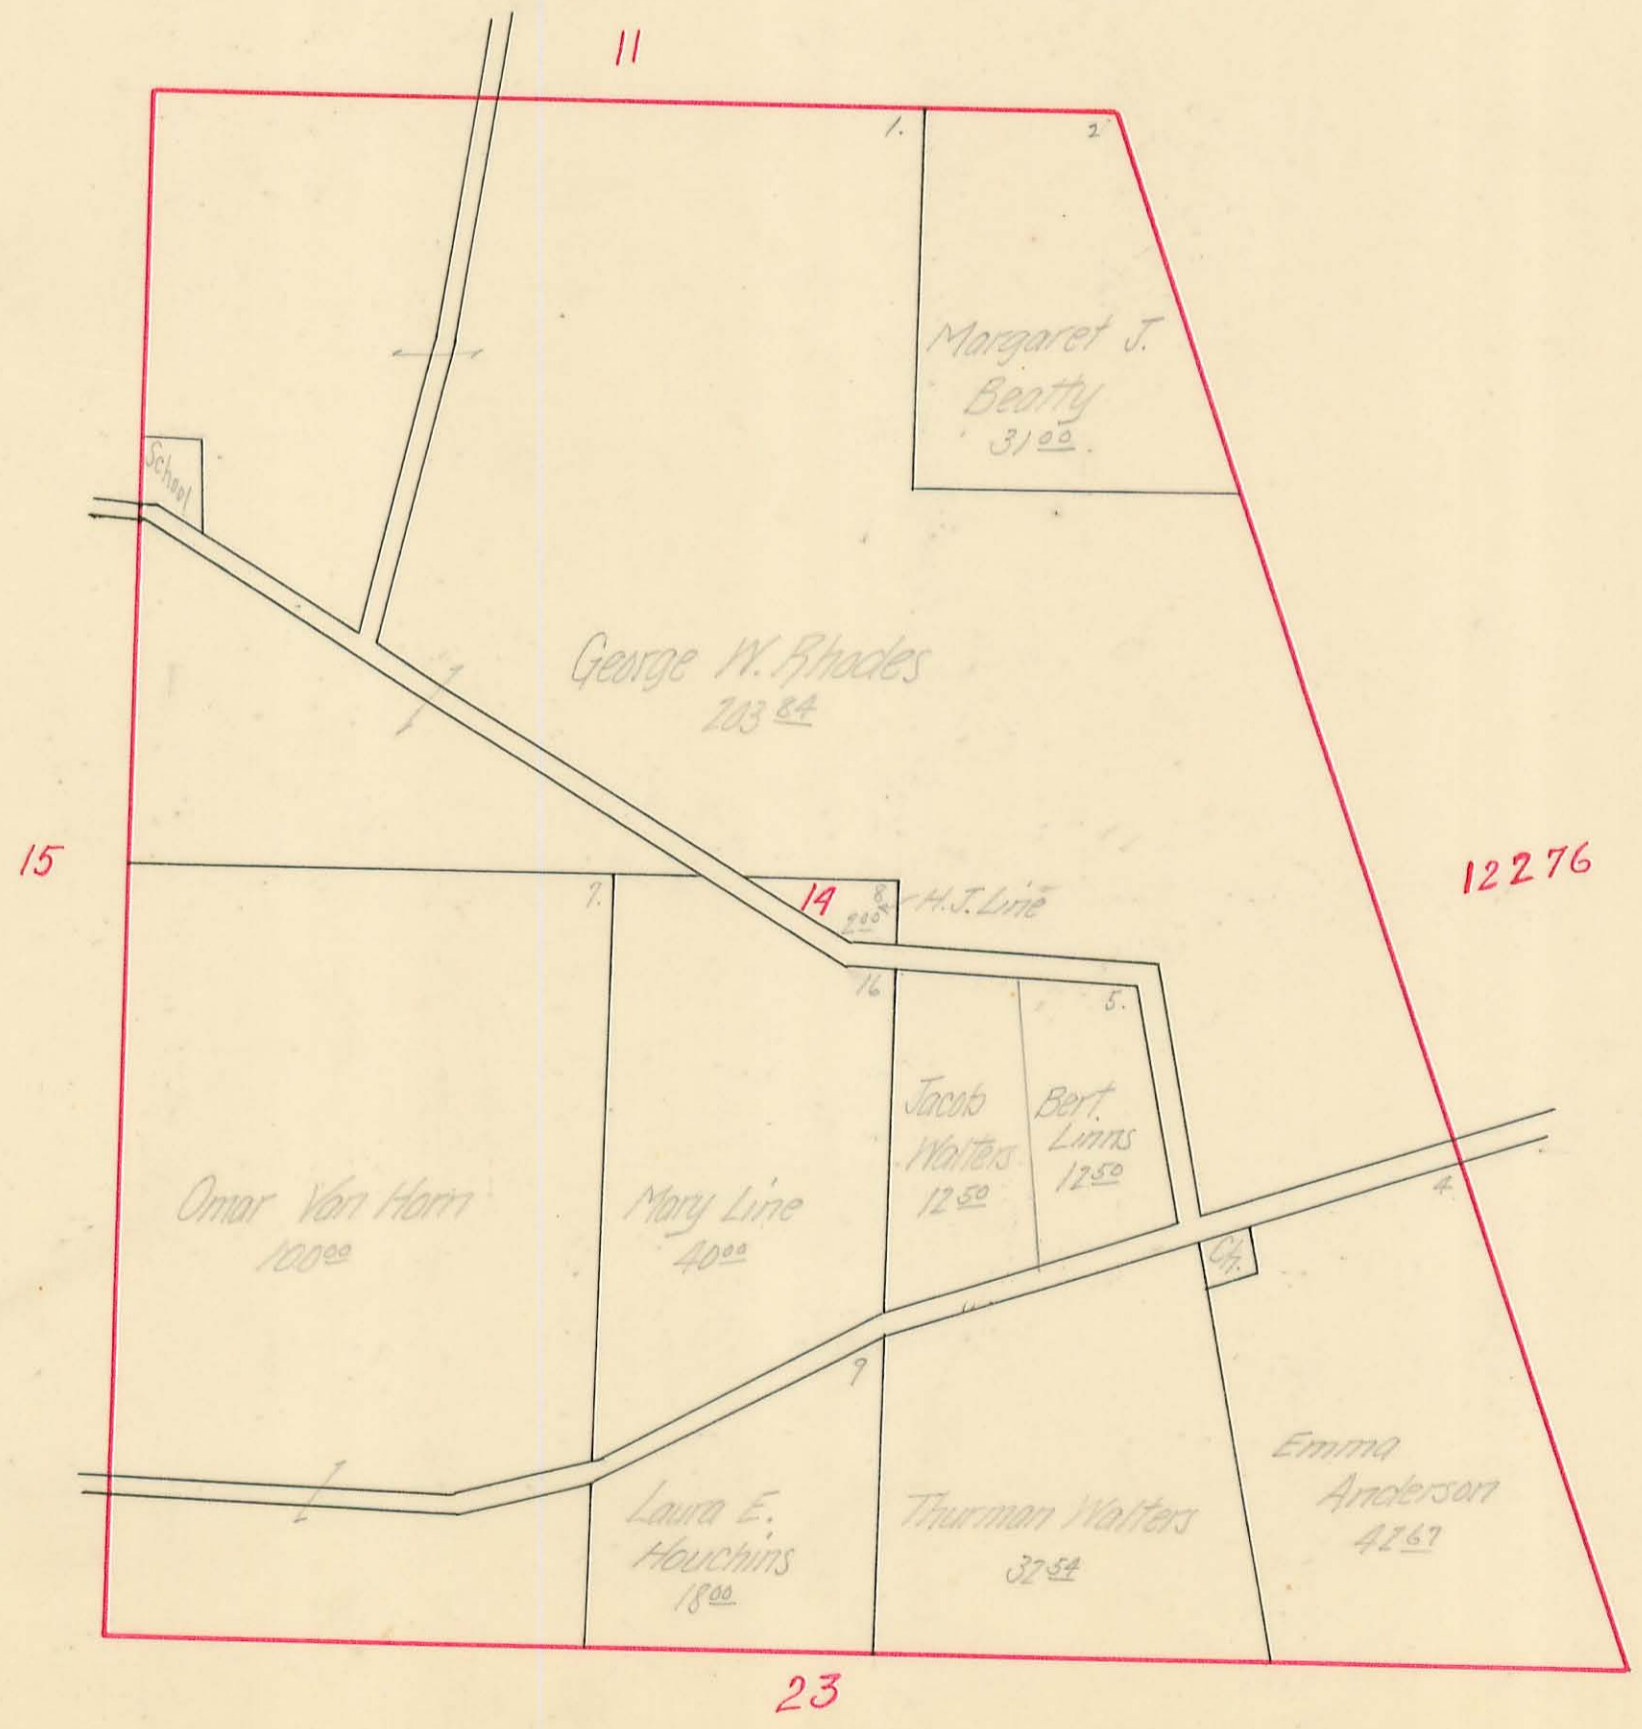 11
1.
2
Margaret J.
Beatty
31 00
School
George W. Rhodes
203 84
15
12276
7.
14
8
2 00 A
H.J. Line
16
5.
Jacob
Walters
12 50
Bert.
Linns
12 50
Omar Van Horn
100 00
Mary Line
40 00
4
Ch.
9
Laura E.
Houchins
18 00
Thurman Walters
32 54
Emma
Anderson
42 67
23